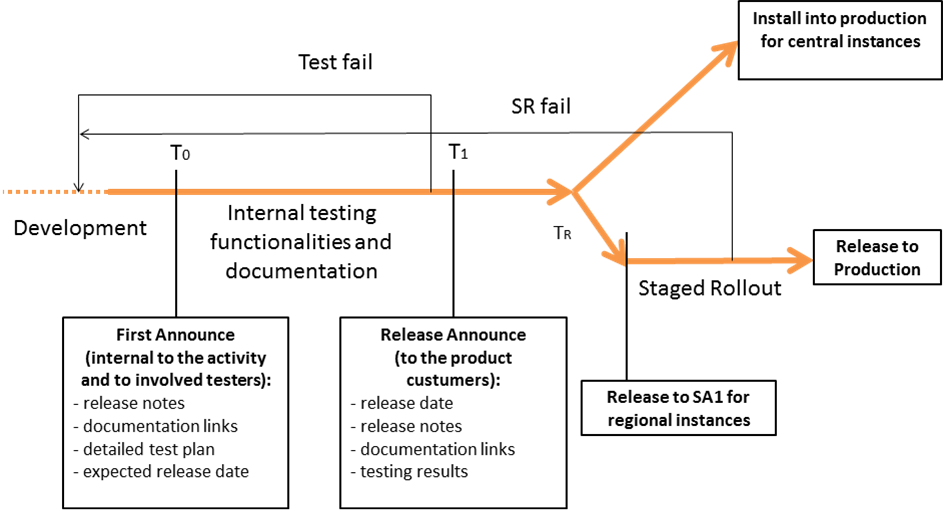 Install into production
for central instances
Test fail
SR fail
T0
T1
Development
Internal testing
functionalities and
documentation
TR
Release to
Production
Staged Rollout
First Announce
(internal to the activity
and to involved testers):
- release notes
- documentation links
- detailed test plan
- expected release date
Release Announce
(to the product
custumers):
- release date
- release notes
- documentation links
- testing results
Release to SA1 for
regional instances